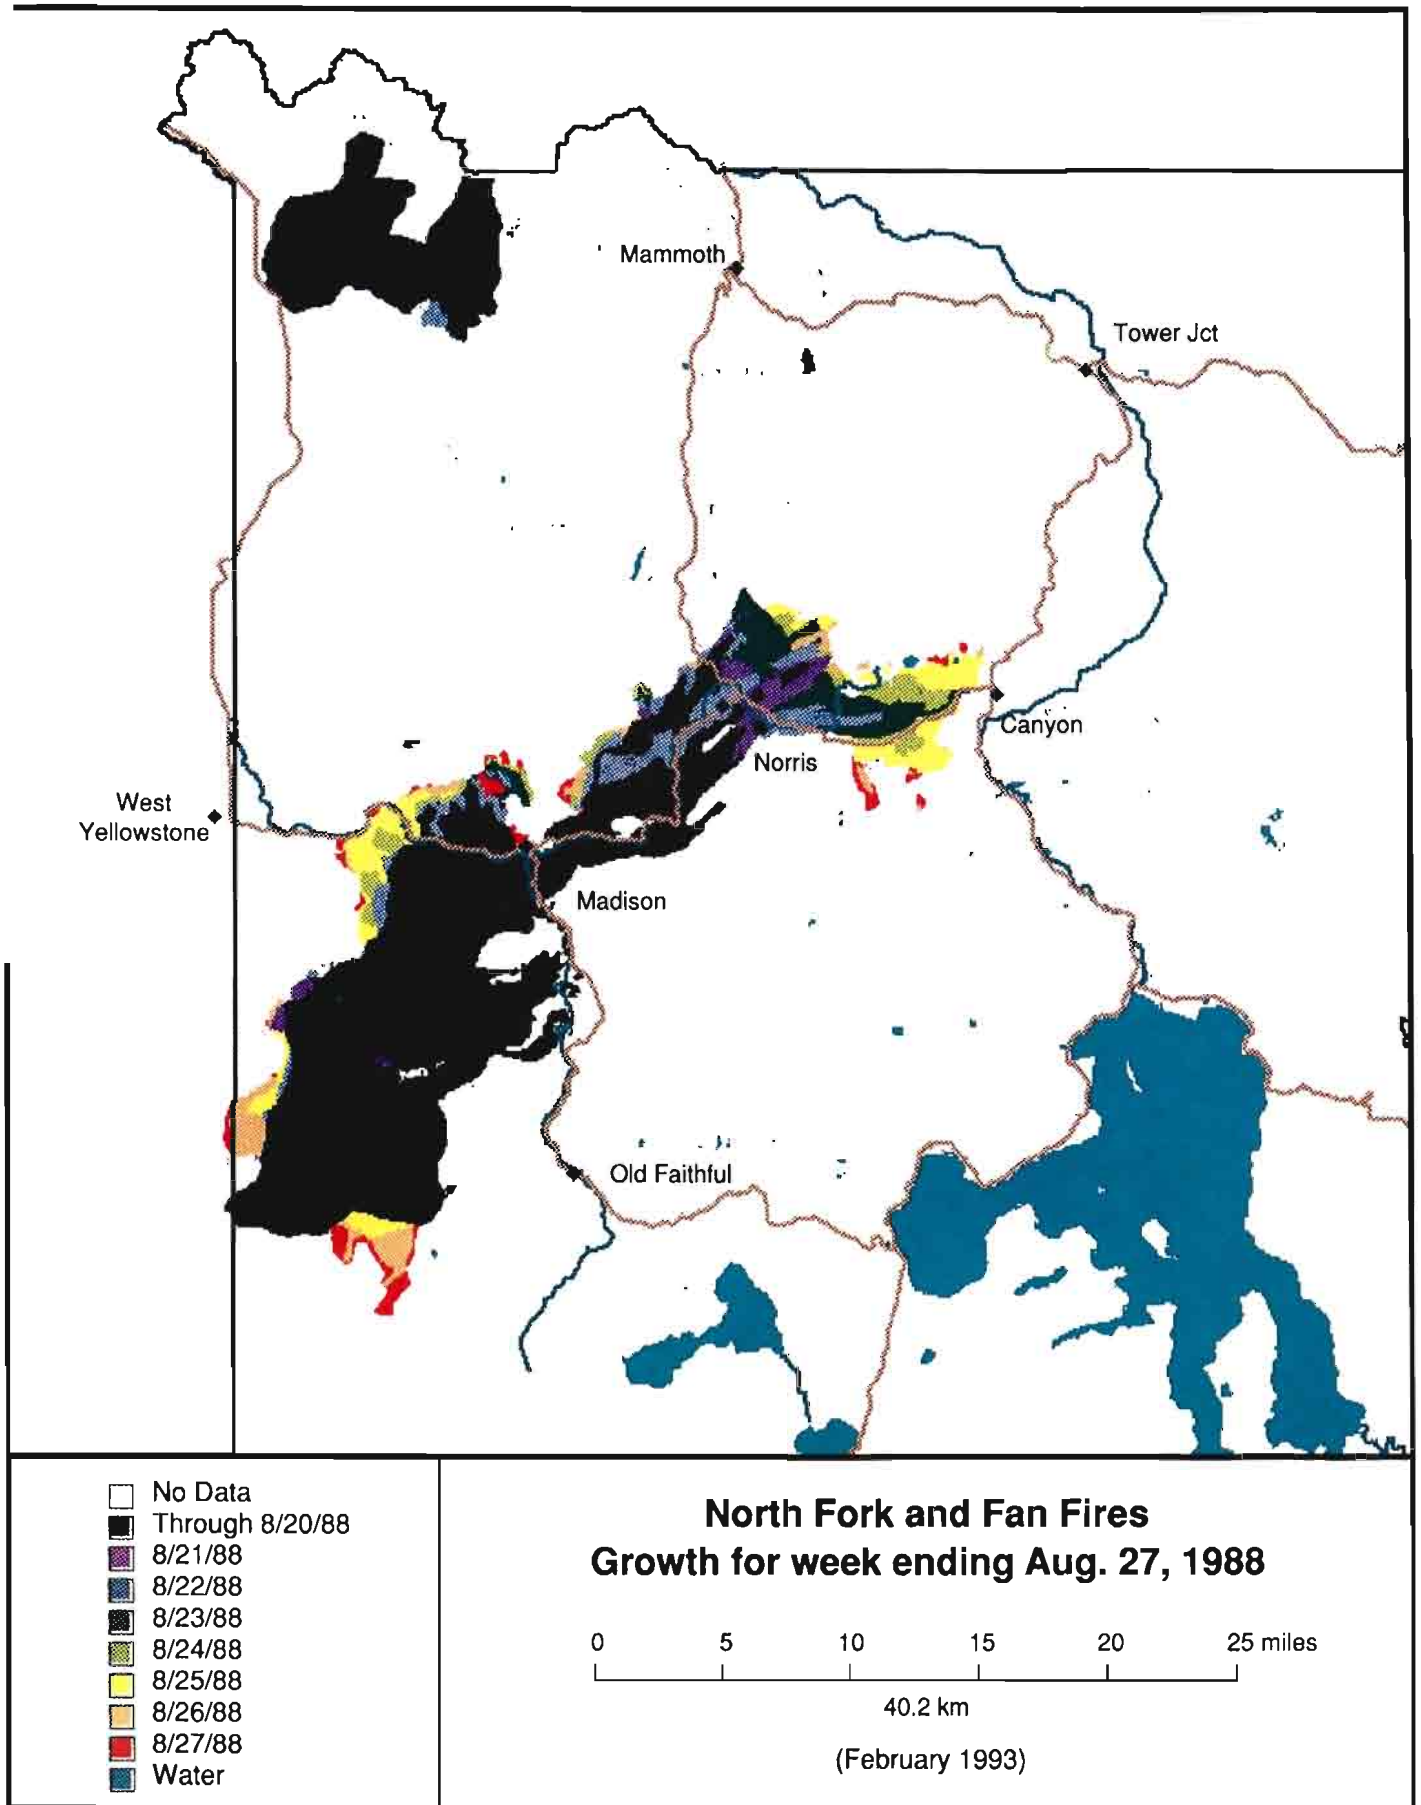 Mammoth
Tower Jct
Canyon
Norris
West
Yellowstone
Madison
Old Faithful
No Data
Through 8/20/88
8/21/88
8/22/88
8/23/88
8/24/88
8/25/88
8/26/88
8/27/88
Water
North Fork and Fan Fires
Growth for week ending Aug. 27, 1988
0 5 10 15 20 25 miles
40.2 km
(February 1993)